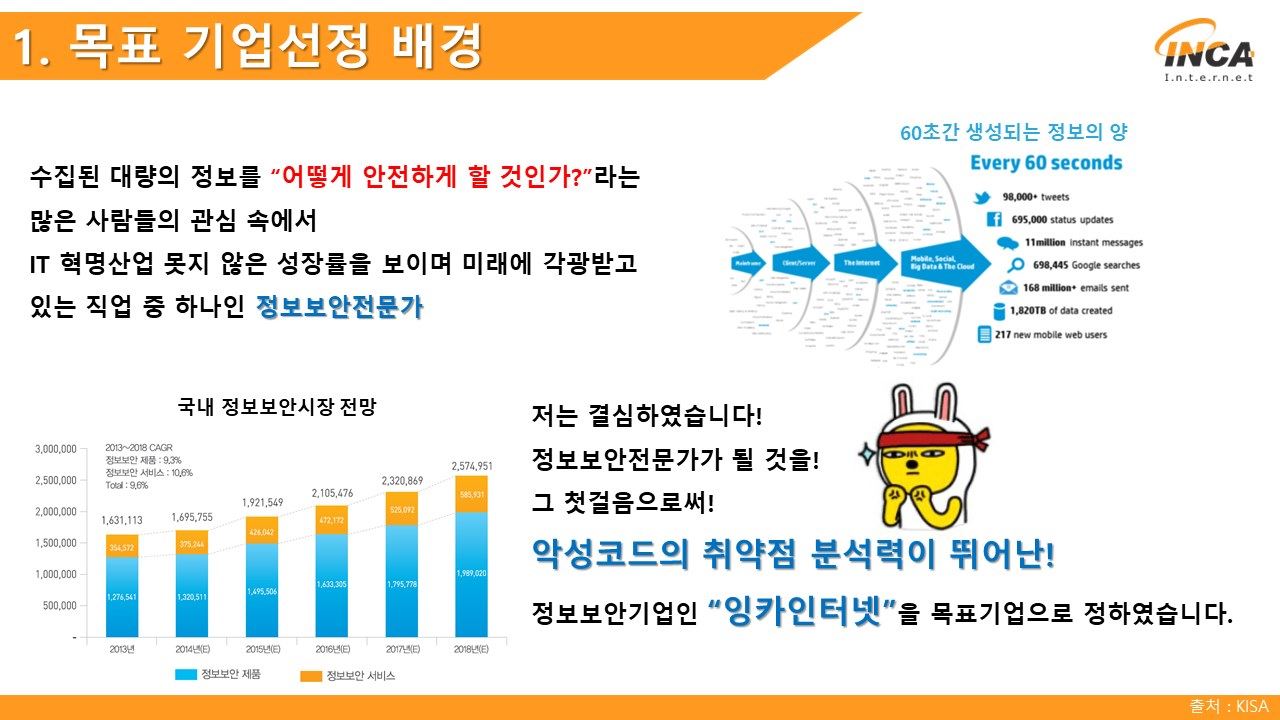 1. 목표 기업선정 배경
INCA
I.n.t.e.r.n.e.t
수집된 대량의 정보를 “어떻게 안전하게 할 것인가?”라는
많은 사람들의 관심 속에서
IT 혁명산업 못지 않은 성장률을 보이며 미래에 각광받고
있는 직업 중 하나인 정보보안전문가
60초간 생성되는 정보의 양
Every 60 seconds
98,000+ tweets
695,000 status updates
11million instant messages
698,445 Google searches
168 million+ emails sent
1,820TB of data created
217 new mobile web users
Mainframe
Client/Server
The Internet
Mobile, Social,
Big Data & The Cloud
국내 정보보안시장 전망
2013~2018 CAGR
정보보안 제품 : 9.3%
정보보안 서비스 : 10.6%
Total : 9.6%
3,000,000
2,500,000
2,000,000
1,500,000
1,000,000
500,000
-
1,631,113
1,695,755
1,921,549
2,105,476
2,320,869
2,574,951
354,572
375,244
426,042
472,172
525,092
585,931
1,276,541
1,320,511
1,495,506
1,633,305
1,795,778
1,989,020
2013년
2014년(E)
2015년(E)
2016년(E)
2017년(E)
2018년(E)
정보보안 제품
정보보안 서비스
저는 결심하였습니다!
정보보안전문가가 될 것을!
그 첫걸음으로써!
악성코드의 취약점 분석력이 뛰어난!
정보보안기업인 “잉카인터넷”을 목표기업으로 정하였습니다.
출처 : KISA